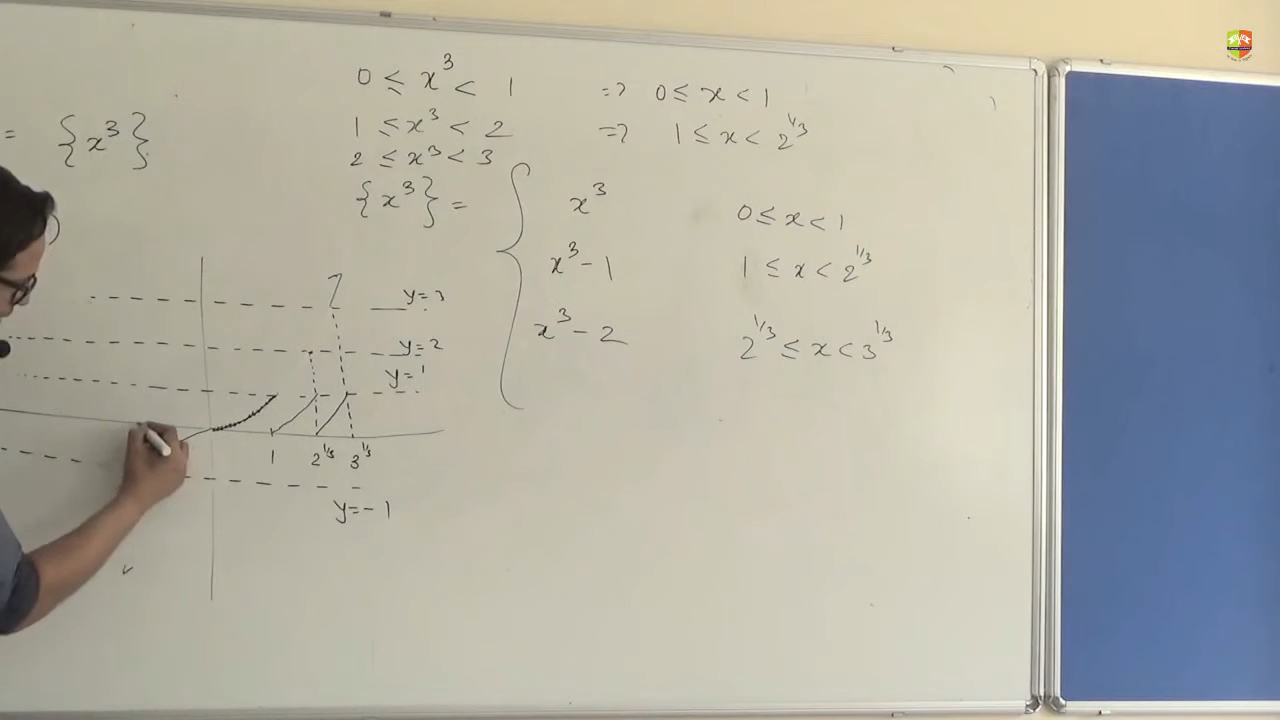 0 ≤ x³ < 1 => 0 ≤ x < 1
= {x³}
1 ≤ x³ < 2 => 1 ≤ x < 2^{1/3}
2 ≤ x³ < 3
{x³} =
x³ 0 ≤ x < 1
x³ - 1 1 ≤ x < 2^{1/3}
x³ - 2 2^{1/3} ≤ x < 3^{1/3}
y = 3
y = 2
y = 1
1 2^{1/3} 3^{1/3}
y = - 1